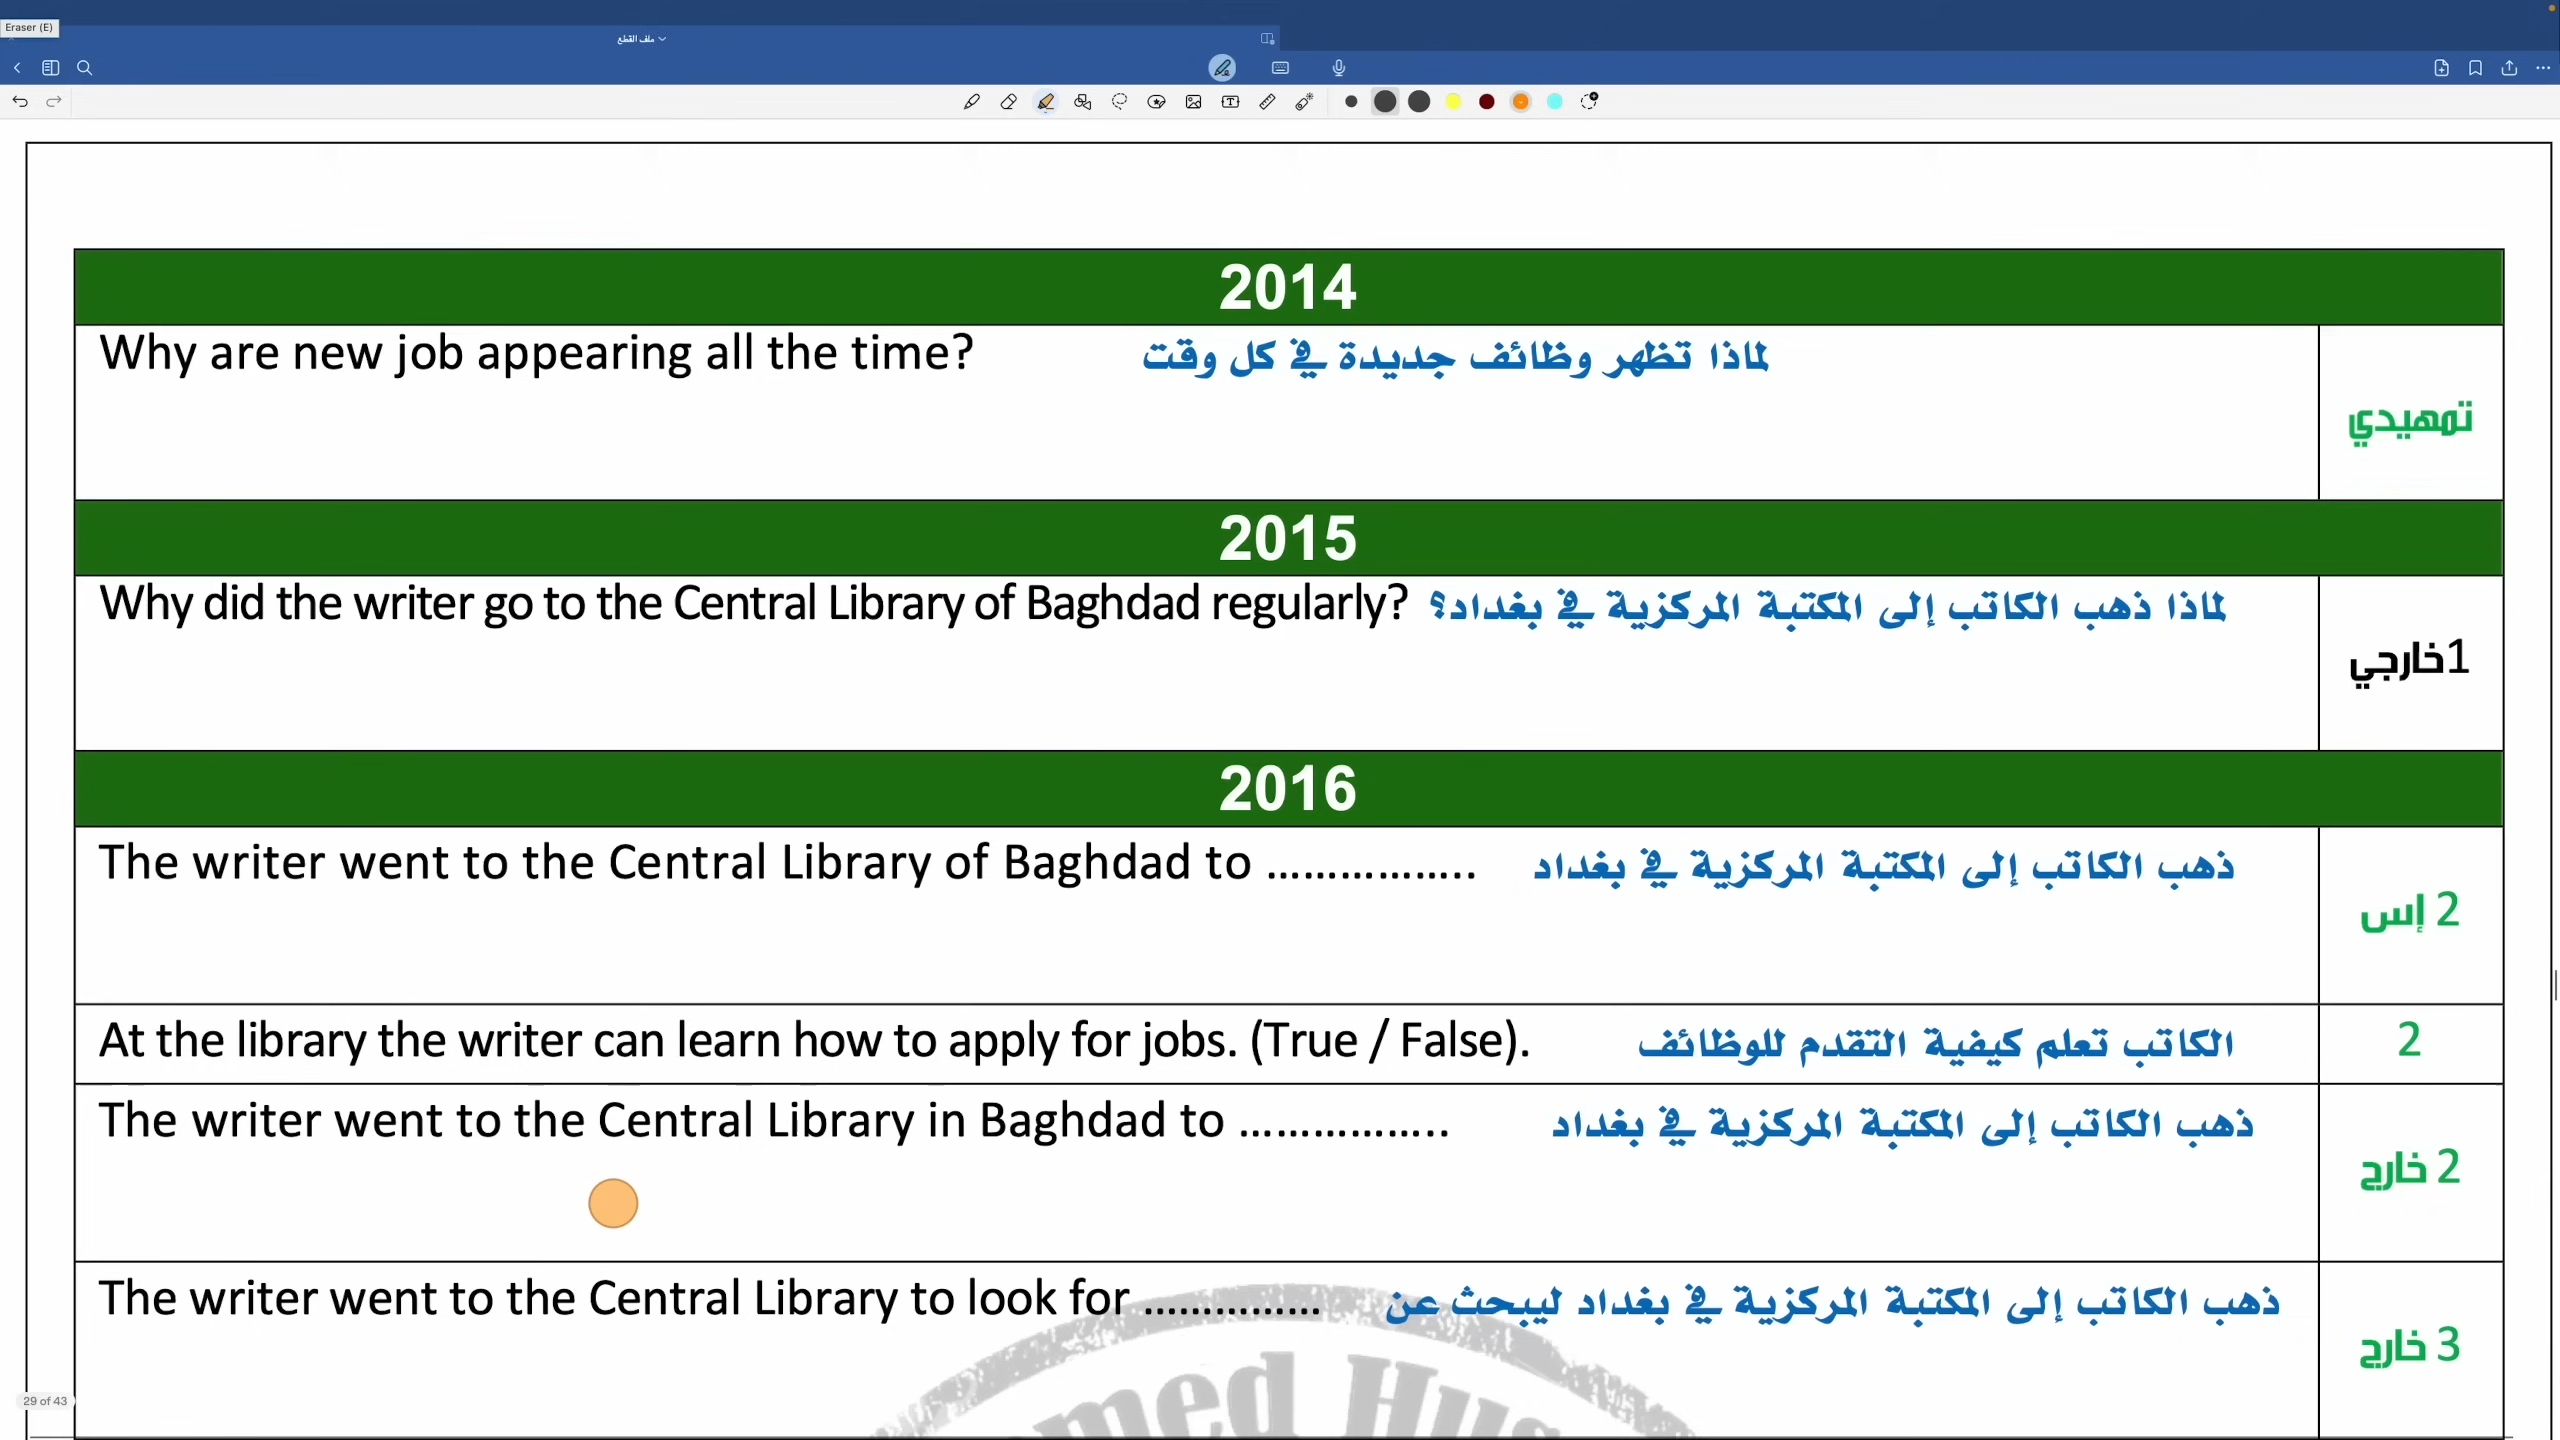 Eraser (E)
ملف القطع
2014
Why are new job appearing all the time? لماذا تظهر وظائف جديدة في كل وقت
تمهيدي
2015
Why did the writer go to the Central Library of Baghdad regularly? لماذا ذهب الكاتب إلى المكتبة المركزية في بغداد؟
1خارجي
2016
The writer went to the Central Library of Baghdad to …………….. ذهب الكاتب إلى المكتبة المركزية في بغداد
2 إس
At the library the writer can learn how to apply for jobs. (True / False). الكاتب تعلم كيفية التقدم للوظائف
2
The writer went to the Central Library in Baghdad to …………….. ذهب الكاتب إلى المكتبة المركزية في بغداد
2 خارج
The writer went to the Central Library to look for …………… ذهب الكاتب إلى المكتبة المركزية في بغداد ليبحث عن
3 خارج
29 of 43